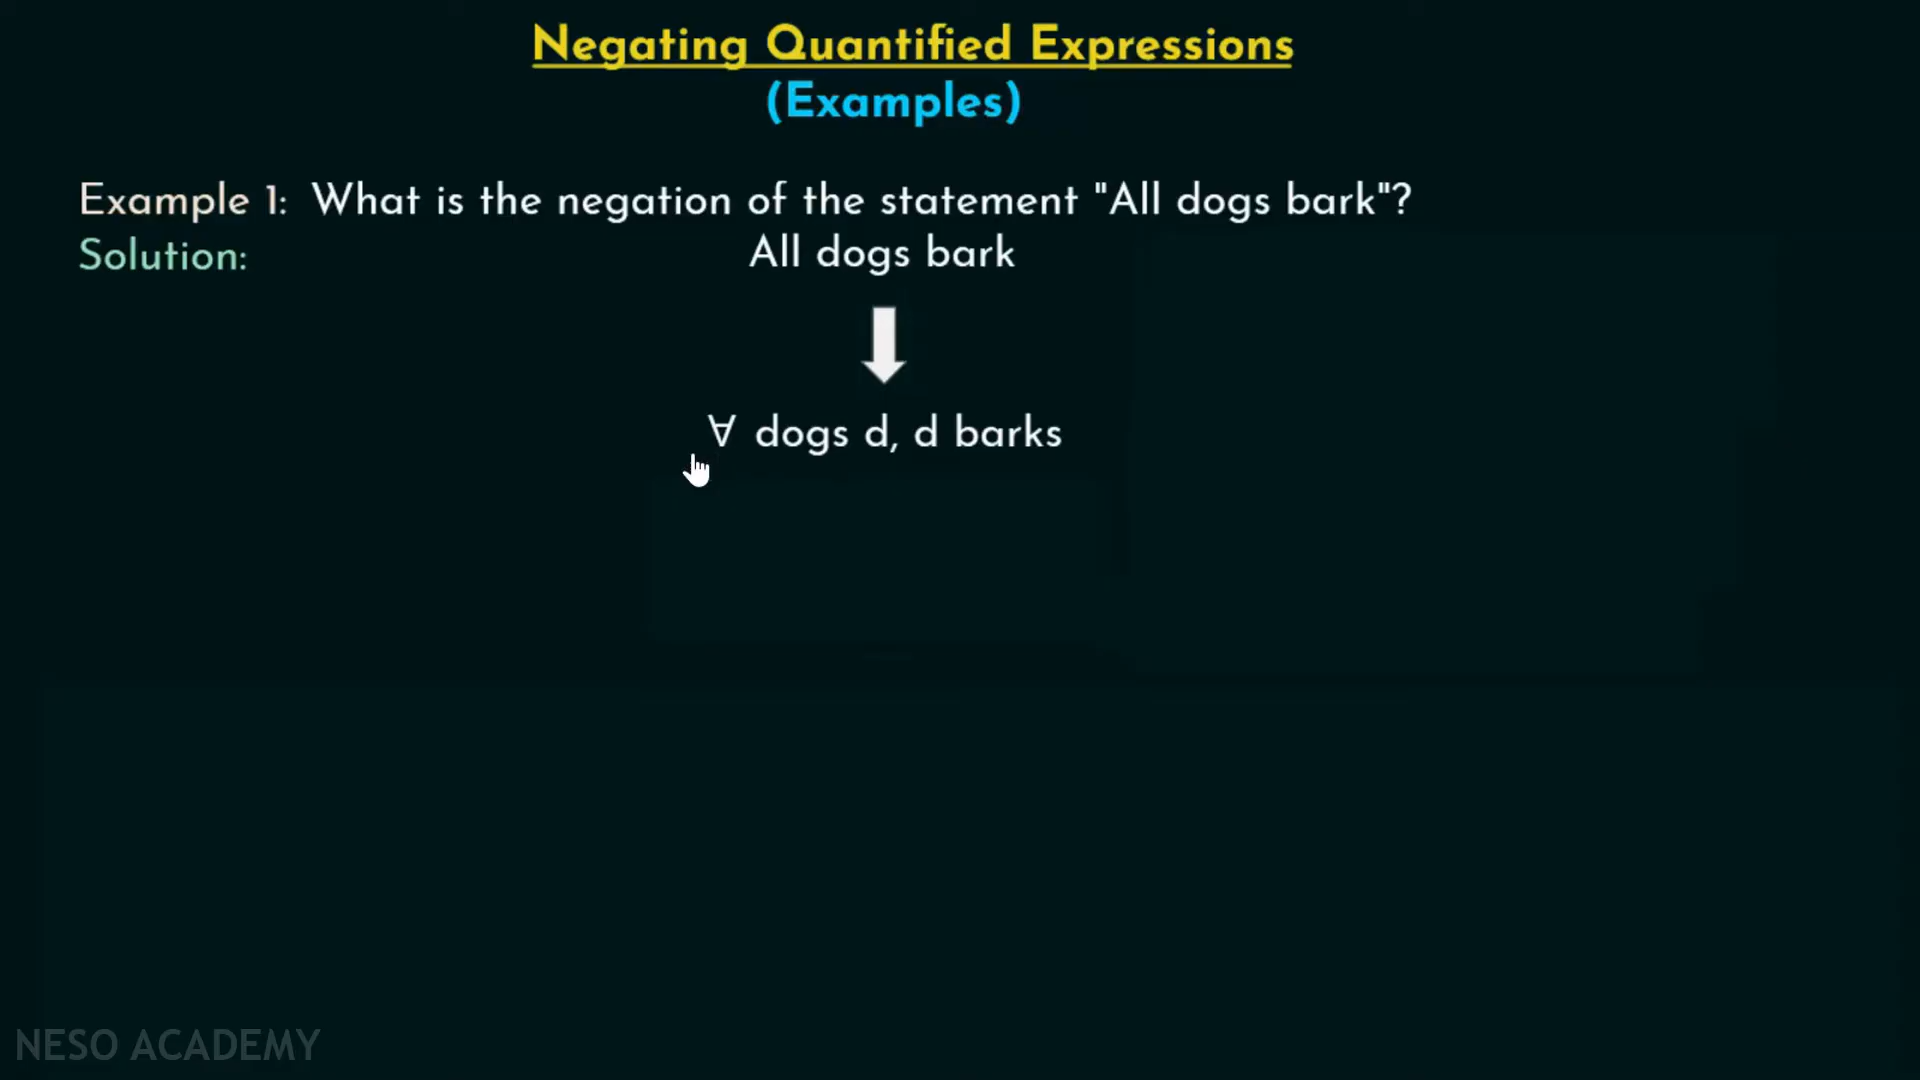 Negating Quantified Expressions
(Examples)
Example 1: What is the negation of the statement "All dogs bark"?
Solution:
All dogs bark
∀ dogs d, d barks
NESO ACADEMY